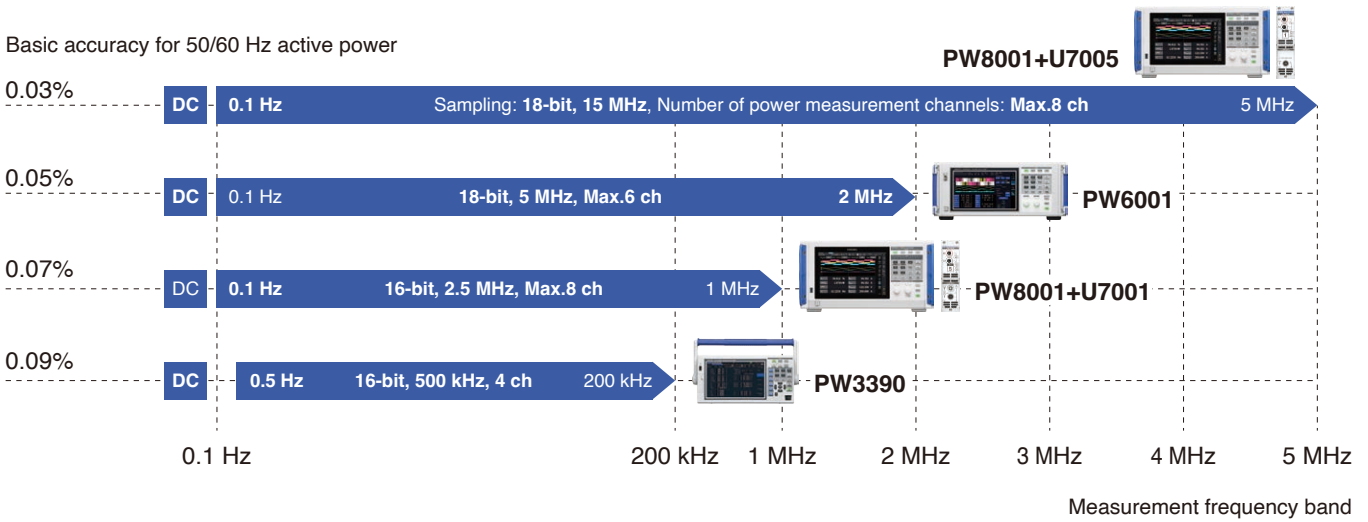 Basic accuracy for 50/60 Hz active power
PW8001+U7005
0.03%
DC 0.1 Hz Sampling: 18-bit, 15 MHz, Number of power measurement channels: Max.8 ch 5 MHz
0.05%
DC 0.1 Hz 18-bit, 5 MHz, Max.6 ch 2 MHz
PW6001
0.07%
DC 0.1 Hz 16-bit, 2.5 MHz, Max.8 ch 1 MHz
PW8001+U7001
0.09%
DC 0.5 Hz 16-bit, 500 kHz, 4 ch 200 kHz
PW3390
0.1 Hz 200 kHz 1 MHz 2 MHz 3 MHz 4 MHz 5 MHz
Measurement frequency band